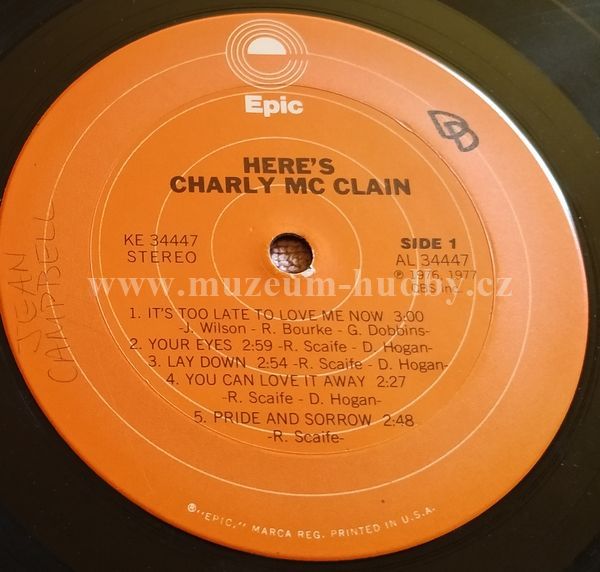 Epic
DD
HERE'S
CHARLY MC CLAIN
KE 34447
STEREO
SIDE 1
AL 34447
℗ 1976, 1977
CBS Inc.
JEAN
CAMPBELL
www.muzeum-hudby.cz
1. IT'S TOO LATE TO LOVE ME NOW 3:00
-J. Wilson - R. Bourke - G. Dobbins-
2. YOUR EYES 2:59 -R. Scaife - D. Hogan-
3. LAY DOWN 2:54 -R. Scaife - D. Hogan-
4. YOU CAN LOVE IT AWAY 2:27
-R. Scaife - D. Hogan-
5. PRIDE AND SORROW 2:48
-R. Scaife-
®"EPIC," MARCA REG. PRINTED IN U.S.A.